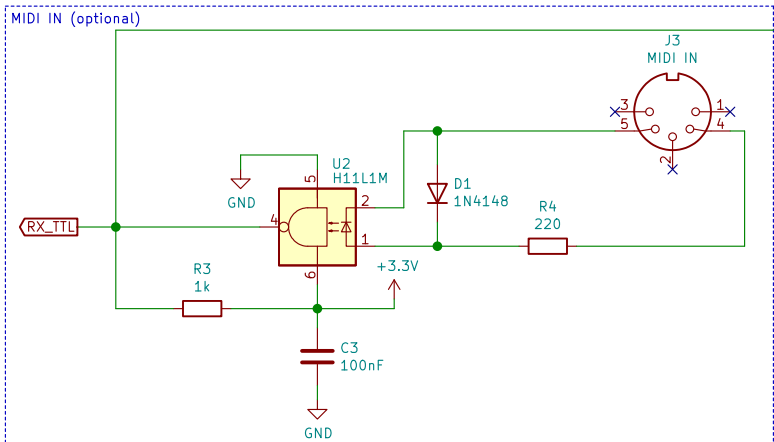 MIDI IN (optional)
J3
MIDI IN
3
1
5
4
2
U2
H11L1M
5
GND
2
D1
1N4148
R4
220
4
RX_TTL
1
6
+3.3V
R3
1k
C3
100nF
GND